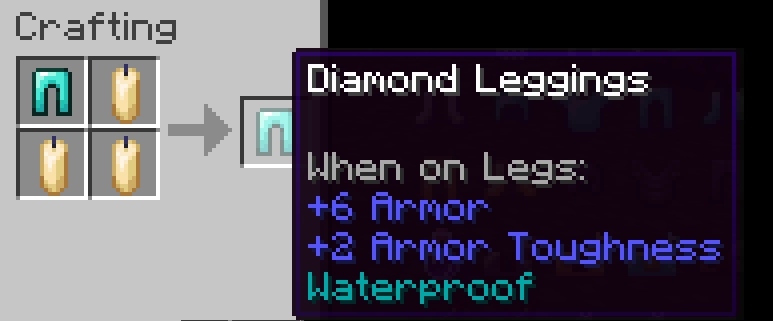 Crafting
Diamond Leggings
When on Legs:
+6 Armor
+2 Armor Toughness
Waterproof